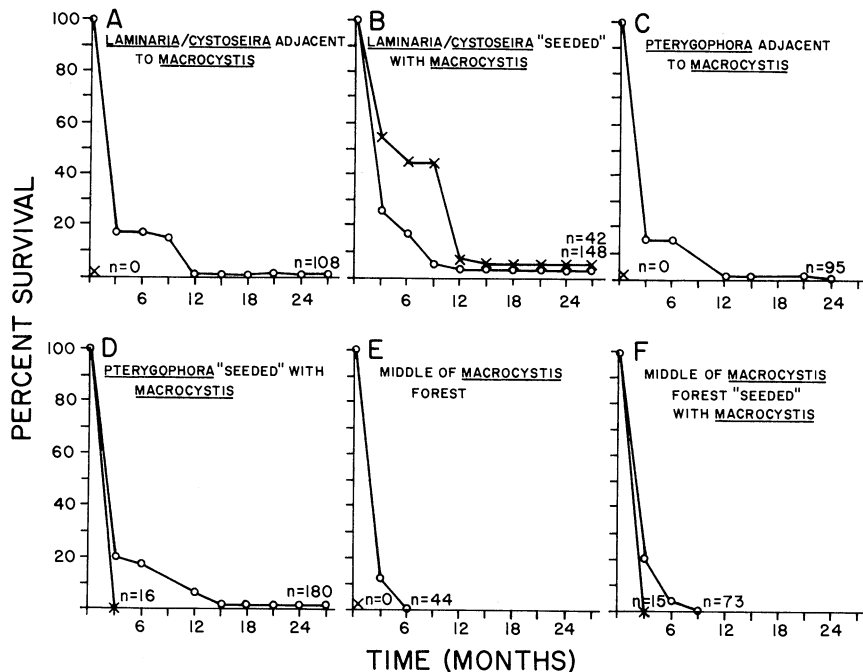 PERCENT SURVIVAL
A
LAMINARIA/CYSTOSEIRA ADJACENT
TO MACROCYSTIS
100
80
60
40
20
n=0
n=108
6 12 18 24
B
LAMINARIA/CYSTOSEIRA "SEEDED"
WITH MACROCYSTIS
n=42
n=148
6 12 18 24
C
PTERYGOPHORA ADJACENT
TO MACROCYSTIS
n=0
n=95
6 12 18 24
D
PTERYGOPHORA "SEEDED" WITH
MACROCYSTIS
100
80
60
40
20
n=16
n=180
6 12 18 24
E
MIDDLE OF MACROCYSTIS
FOREST
n=0
n=44
6 12 18 24
F
MIDDLE OF MACROCYSTIS
FOREST "SEEDED"
WITH MACROCYSTIS
n=15
n=73
6 12 18 24
TIME (MONTHS)